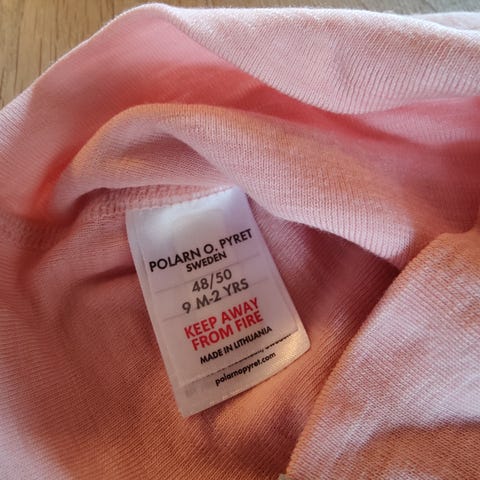 POLARN O. PYRET
SWEDEN
48/50
9 M-2 YRS
KEEP AWAY
FROM FIRE
MADE IN LITHUANIA
polarnopyret.com